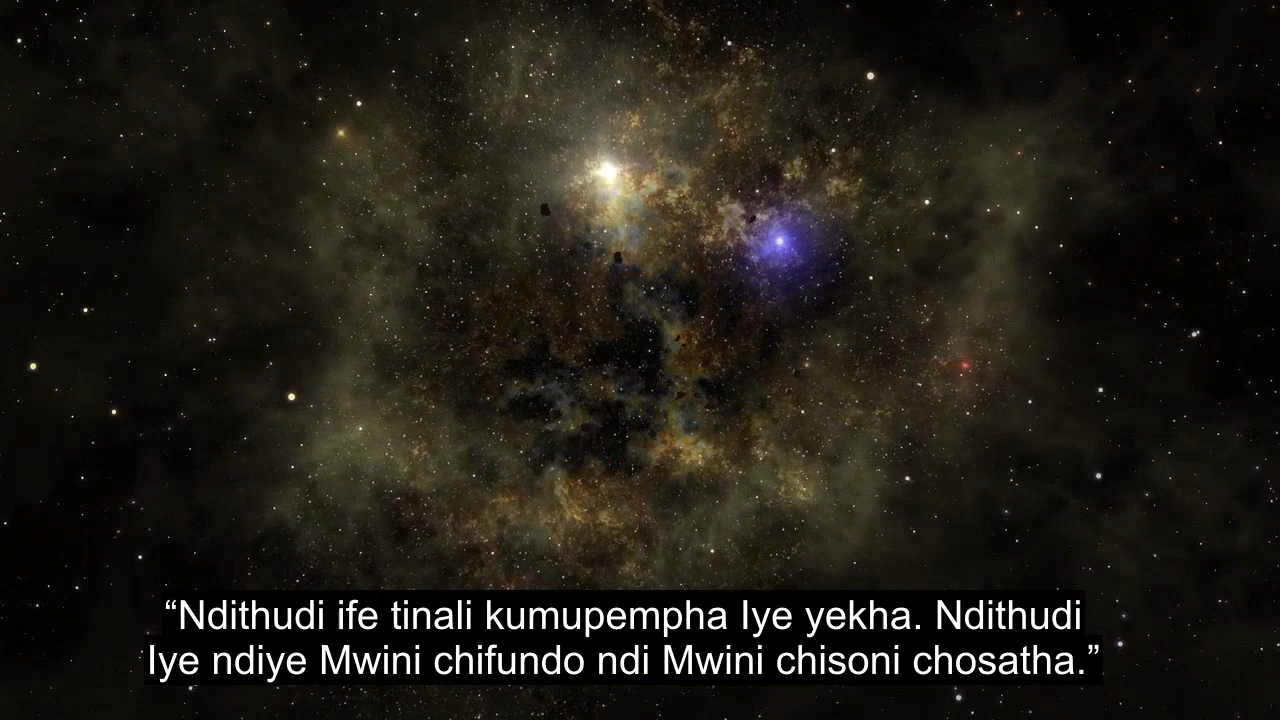 “Ndithudi ife tinali kumupempha Iye yekha. Ndithudi
Iye ndiye Mwini chifundo ndi Mwini chisoni chosatha.”